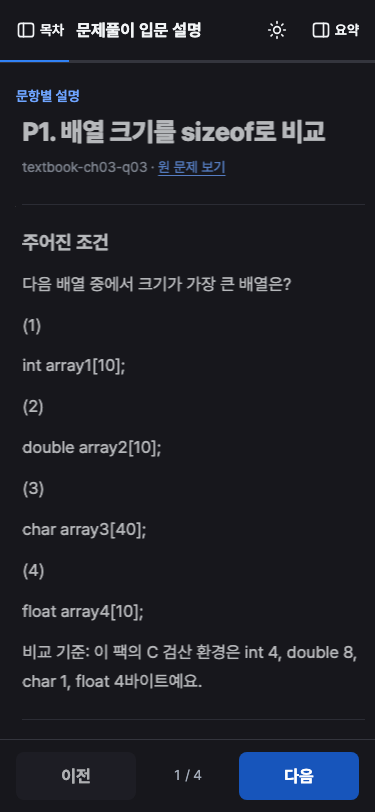 목차 문제풀이 입문 설명 요약
문항별 설명
P1. 배열 크기를 sizeof로 비교
textbook-ch03-q03 · 원 문제 보기
주어진 조건
다음 배열 중에서 크기가 가장 큰 배열은?
(1)
int array1[10];
(2)
double array2[10];
(3)
char array3[40];
(4)
float array4[10];
비교 기준: 이 팩의 C 검산 환경은 int 4, double 8,
char 1, float 4바이트예요.
이전 1 / 4 다음